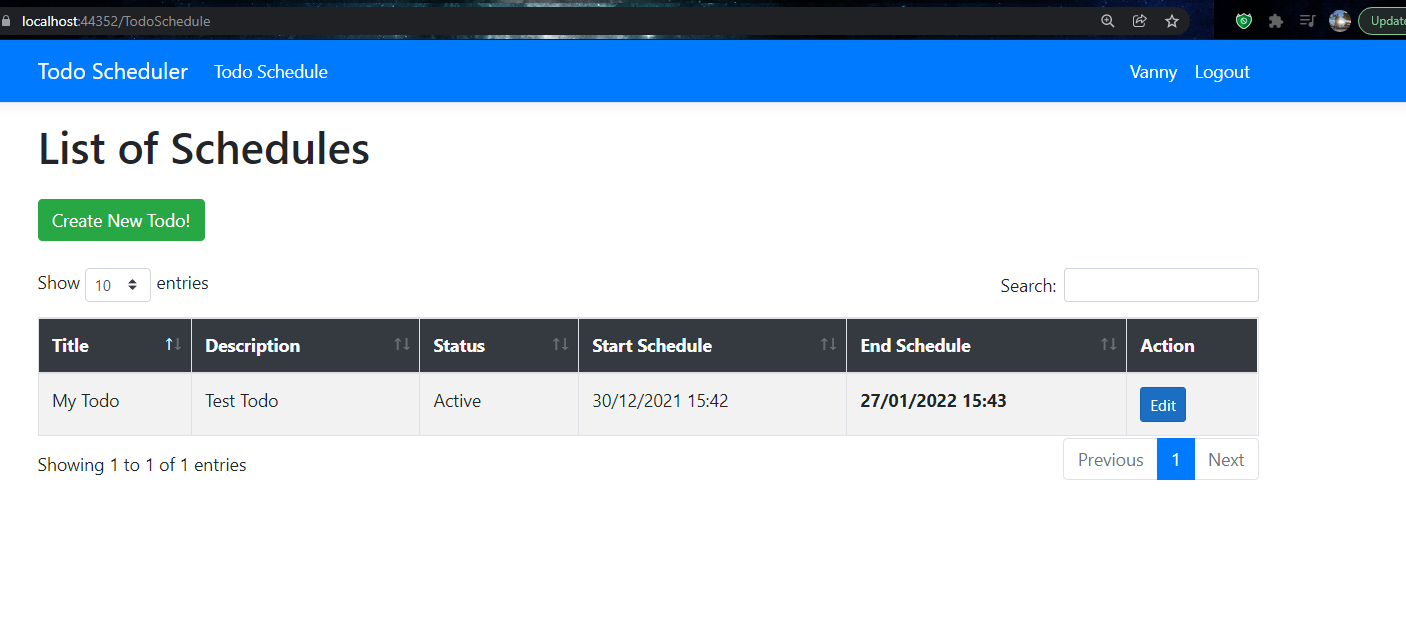 localhost:44352/TodoSchedule
Update
Todo Scheduler Todo Schedule Vanny Logout
List of Schedules
Create New Todo!
Show 10 entries Search:
Title Description Status Start Schedule End Schedule Action
My Todo Test Todo Active 30/12/2021 15:42 27/01/2022 15:43 Edit
Showing 1 to 1 of 1 entries Previous 1 Next